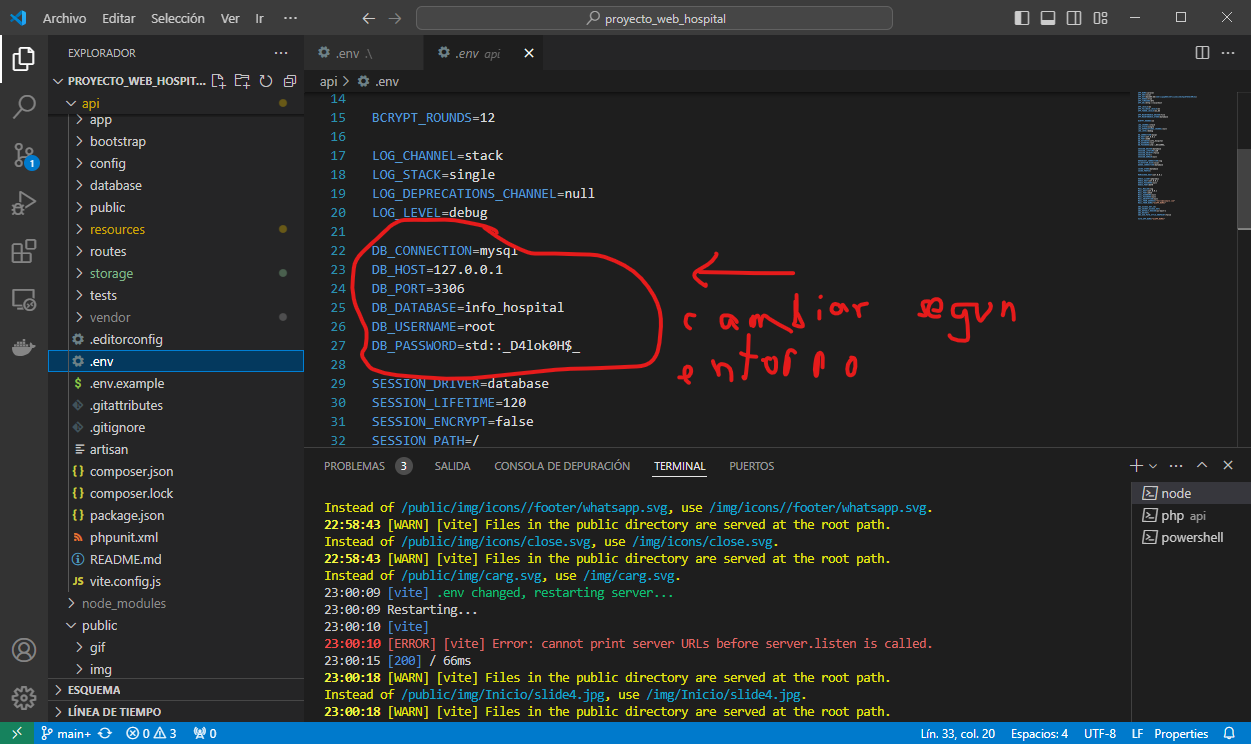 Archivo Editar Selección Ver Ir ··· proyecto_web_hospital
EXPLORADOR ···
PROYECTO_WEB_HOSPIT...
api
app
bootstrap
config
database
public
resources
routes
storage
tests
vendor
.editorconfig
.env
.env.example
.gitattributes
.gitignore
artisan
composer.json
composer.lock
package.json
phpunit.xml
README.md
vite.config.js
node_modules
public
gif
img
ESQUEMA
LÍNEA DE TIEMPO
.env .\
.env api
api > .env
14
15 BCRYPT_ROUNDS=12
16
17 LOG_CHANNEL=stack
18 LOG_STACK=single
19 LOG_DEPRECATIONS_CHANNEL=null
20 LOG_LEVEL=debug
21
22 DB_CONNECTION=mysql
23 DB_HOST=127.0.0.1
24 DB_PORT=3306
25 DB_DATABASE=info_hospital
26 DB_USERNAME=root
27 DB_PASSWORD=std::_D4lok0H$_
28
29 SESSION_DRIVER=database
30 SESSION_LIFETIME=120
31 SESSION_ENCRYPT=false
32 SESSION_PATH=/
cambiar segun
entorno
PROBLEMAS 3 SALIDA CONSOLA DE DEPURACIÓN TERMINAL PUERTOS
Instead of /public/img/icons//footer/whatsapp.svg, use /img/icons//footer/whatsapp.svg.
22:58:43 [WARN] [vite] Files in the public directory are served at the root path.
Instead of /public/img/icons/close.svg, use /img/icons/close.svg.
22:58:43 [WARN] [vite] Files in the public directory are served at the root path.
Instead of /public/img/carg.svg, use /img/carg.svg.
23:00:09 [vite] .env changed, restarting server...
23:00:09 Restarting...
23:00:10 [vite]
23:00:10 [ERROR] [vite] Error: cannot print server URLs before server.listen is called.
23:00:15 [200] / 66ms
23:00:18 [WARN] [vite] Files in the public directory are served at the root path.
Instead of /public/img/Inicio/slide4.jpg, use /img/Inicio/slide4.jpg.
23:00:18 [WARN] [vite] Files in the public directory are served at the root path.
node
php api
powershell
1
main+ 0 3 0 Lín. 33, col. 20 Espacios: 4 UTF-8 LF Properties